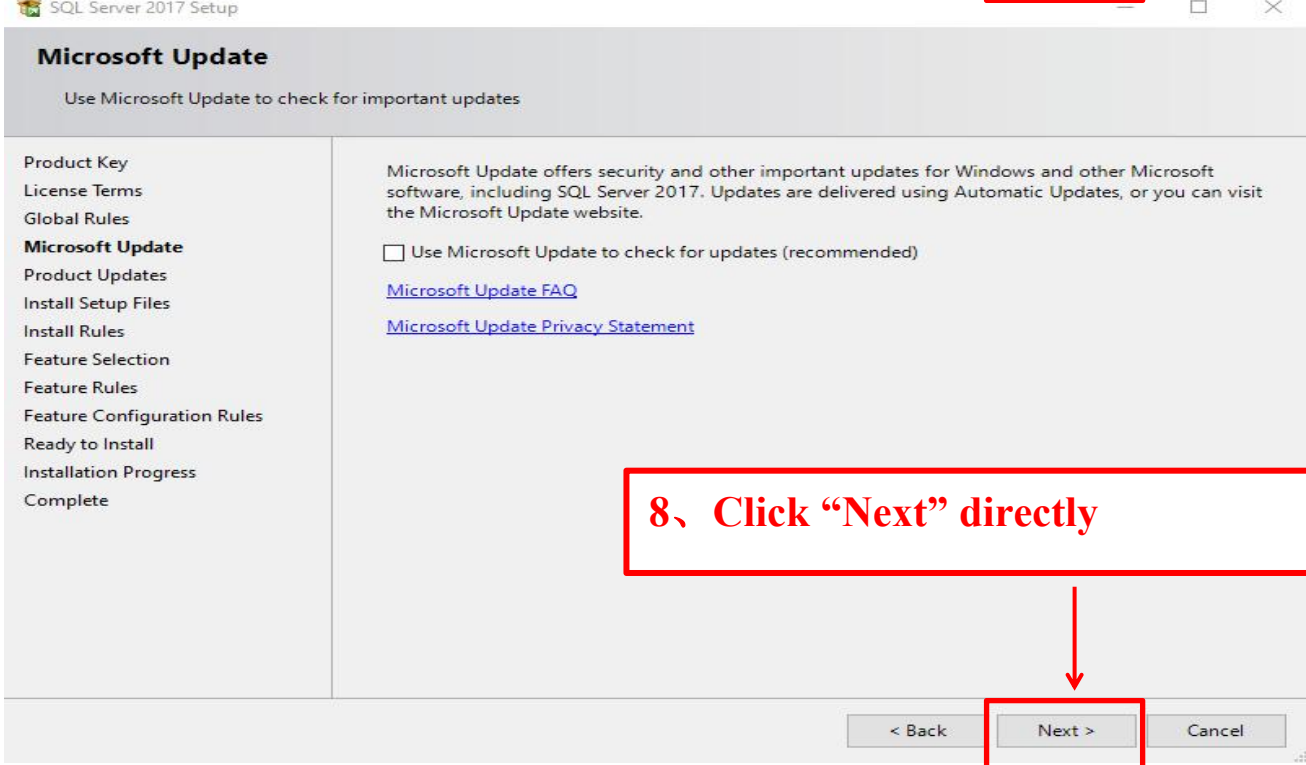 SQL Server 2017 Setup
Microsoft Update
Use Microsoft Update to check for important updates
Product Key
License Terms
Global Rules
Microsoft Update
Product Updates
Install Setup Files
Install Rules
Feature Selection
Feature Rules
Feature Configuration Rules
Ready to Install
Installation Progress
Complete
Microsoft Update offers security and other important updates for Windows and other Microsoft
software, including SQL Server 2017. Updates are delivered using Automatic Updates, or you can visit
the Microsoft Update website.
Use Microsoft Update to check for updates (recommended)
Microsoft Update FAQ
Microsoft Update Privacy Statement
8、Click “Next” directly
< Back
Next >
Cancel